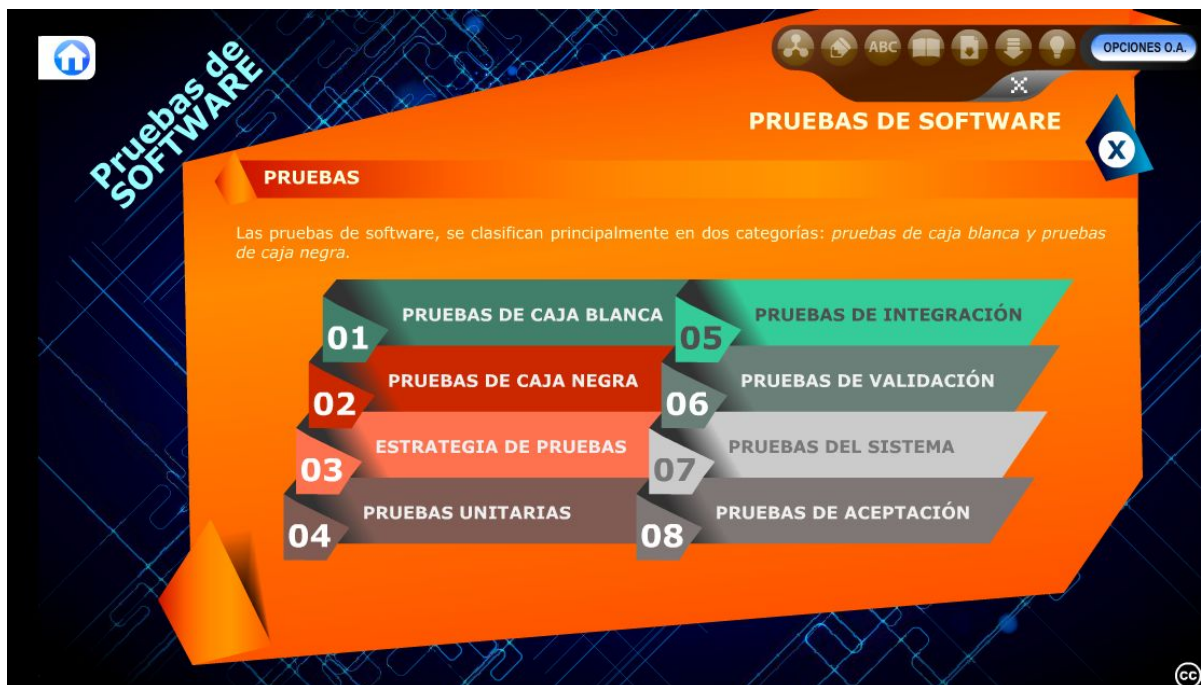 Pruebas de
SOFTWARE
ABC
OPCIONES O.A.
PRUEBAS DE SOFTWARE
X
PRUEBAS
Las pruebas de software, se clasifican principalmente en dos categorías: pruebas de caja blanca y pruebas
de caja negra.
01 PRUEBAS DE CAJA BLANCA
02 PRUEBAS DE CAJA NEGRA
03 ESTRATEGIA DE PRUEBAS
04 PRUEBAS UNITARIAS
05 PRUEBAS DE INTEGRACIÓN
06 PRUEBAS DE VALIDACIÓN
07 PRUEBAS DEL SISTEMA
08 PRUEBAS DE ACEPTACIÓN
cc